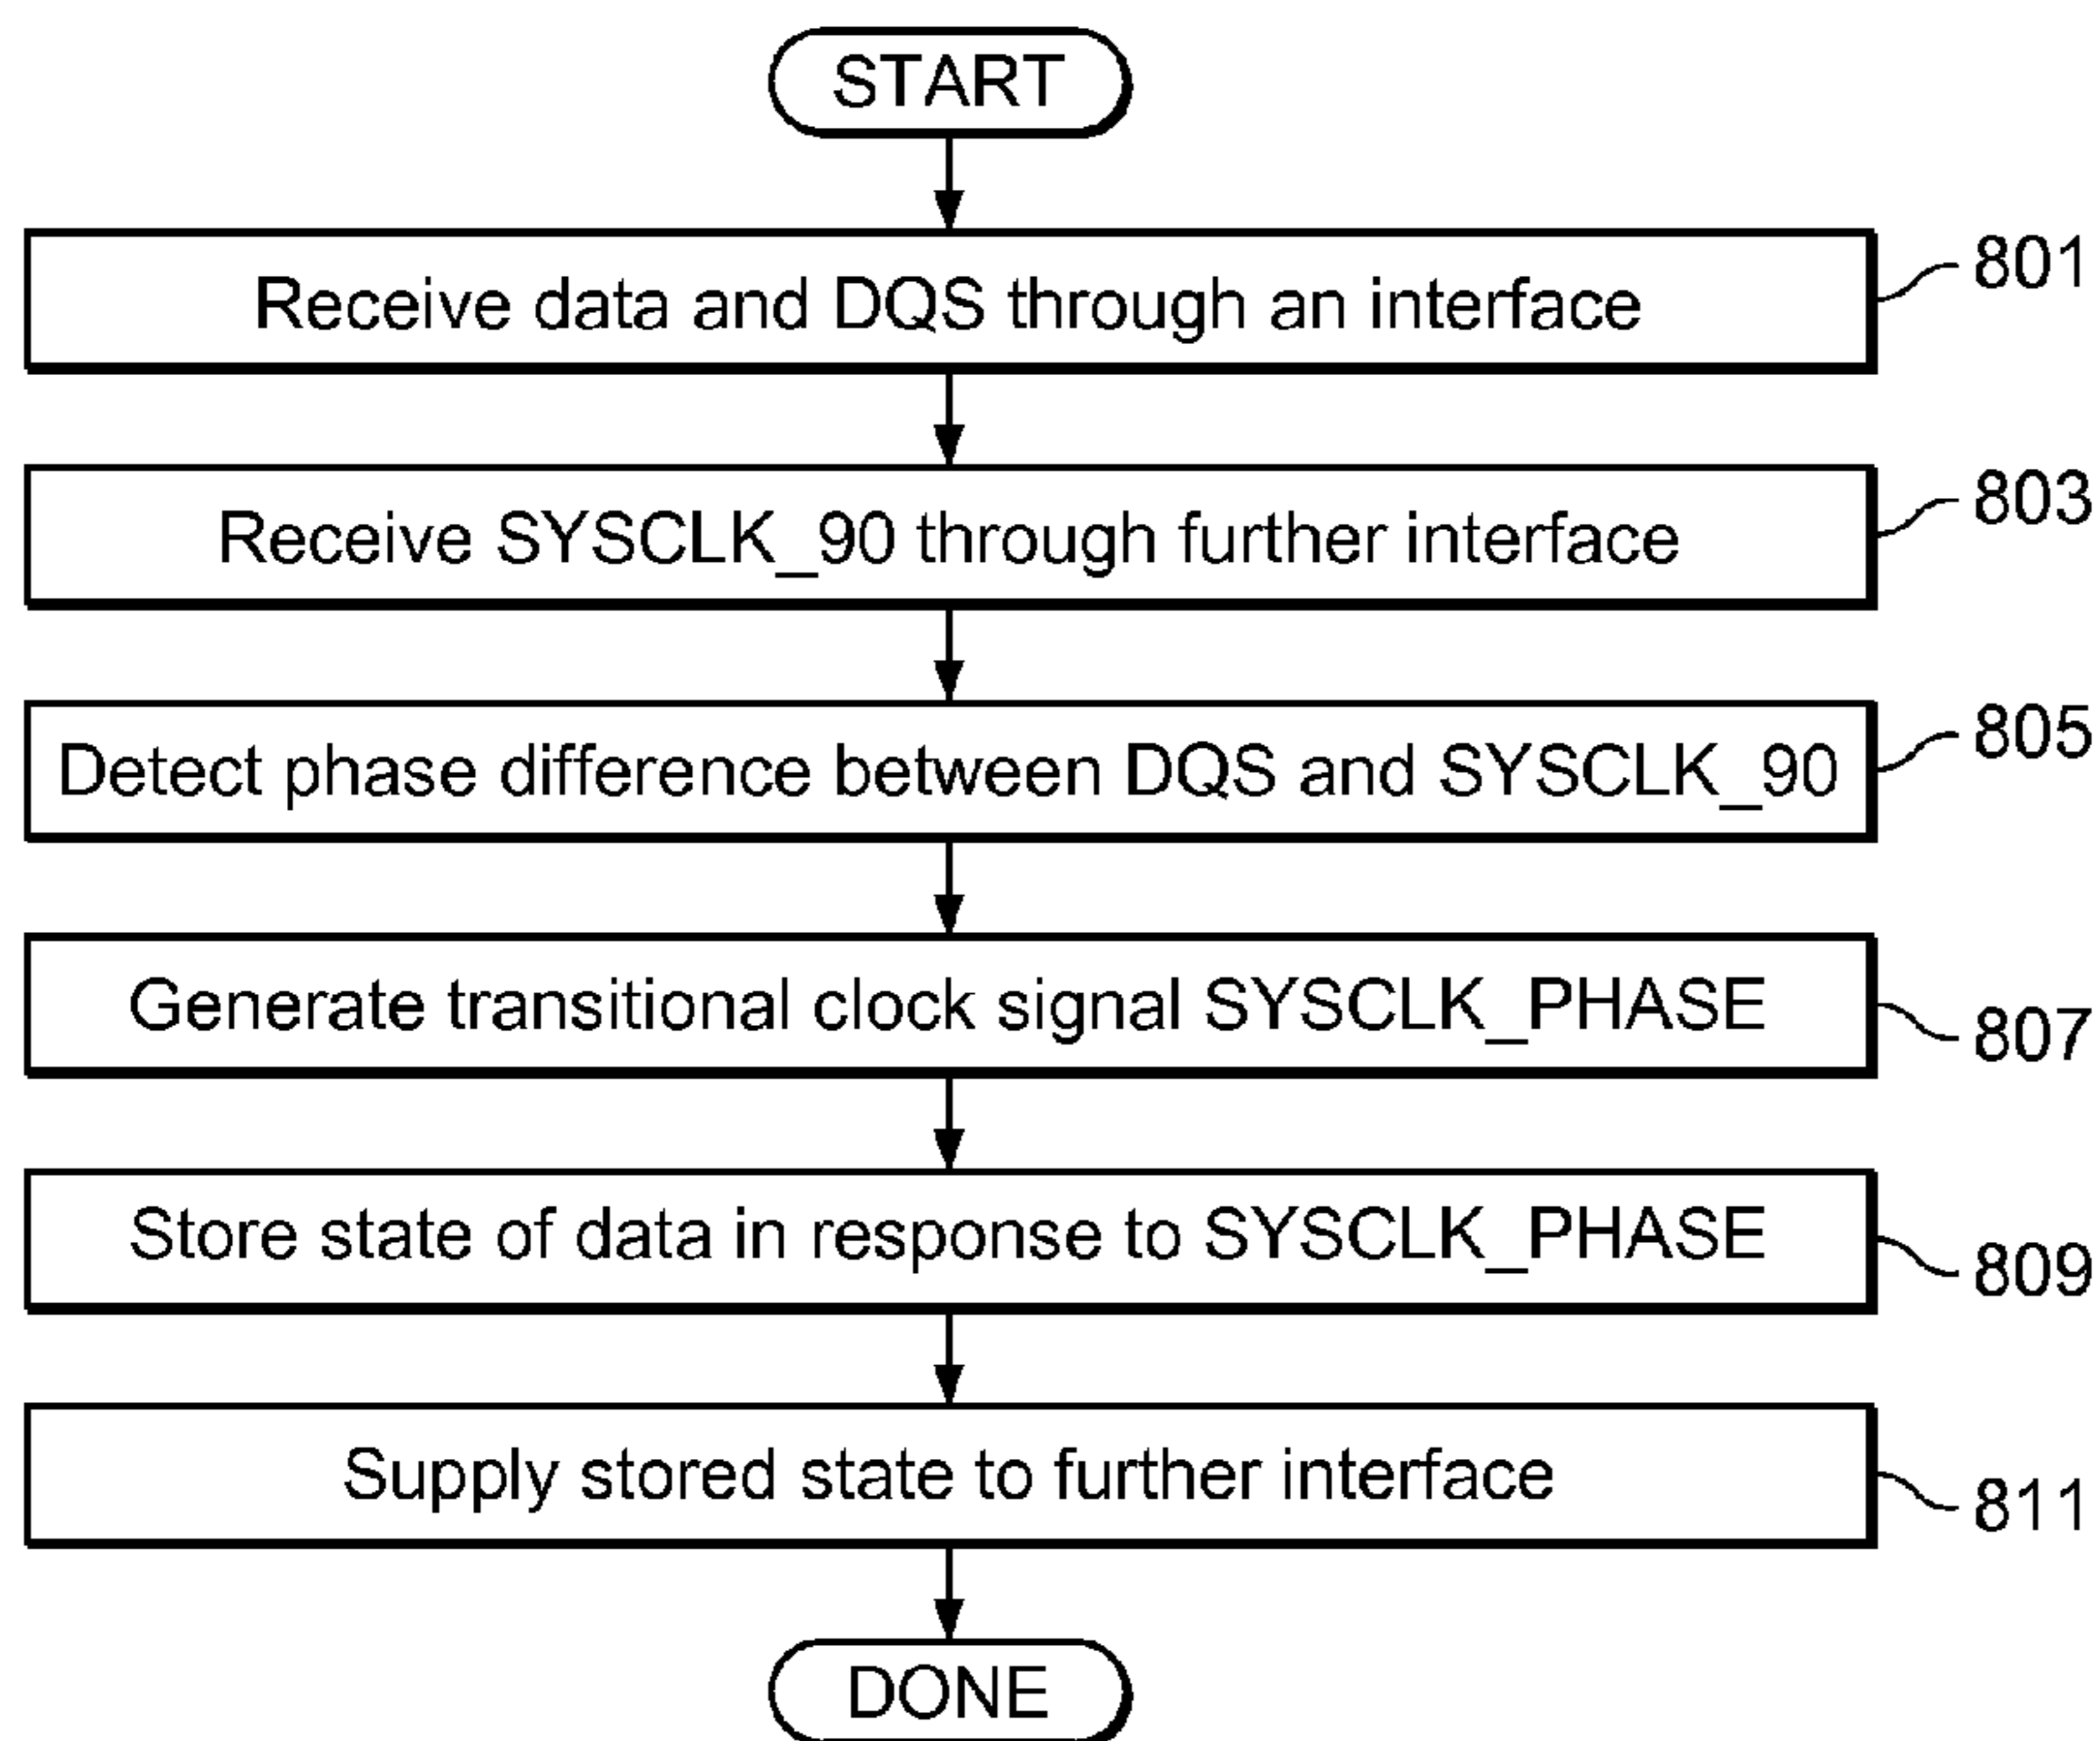 START
Receive data and DQS through an interface
801
Receive SYSCLK_90 through further interface
803
Detect phase difference between DQS and SYSCLK_90
805
Generate transitional clock signal SYSCLK_PHASE
807
Store state of data in response to SYSCLK_PHASE
809
Supply stored state to further interface
811
DONE